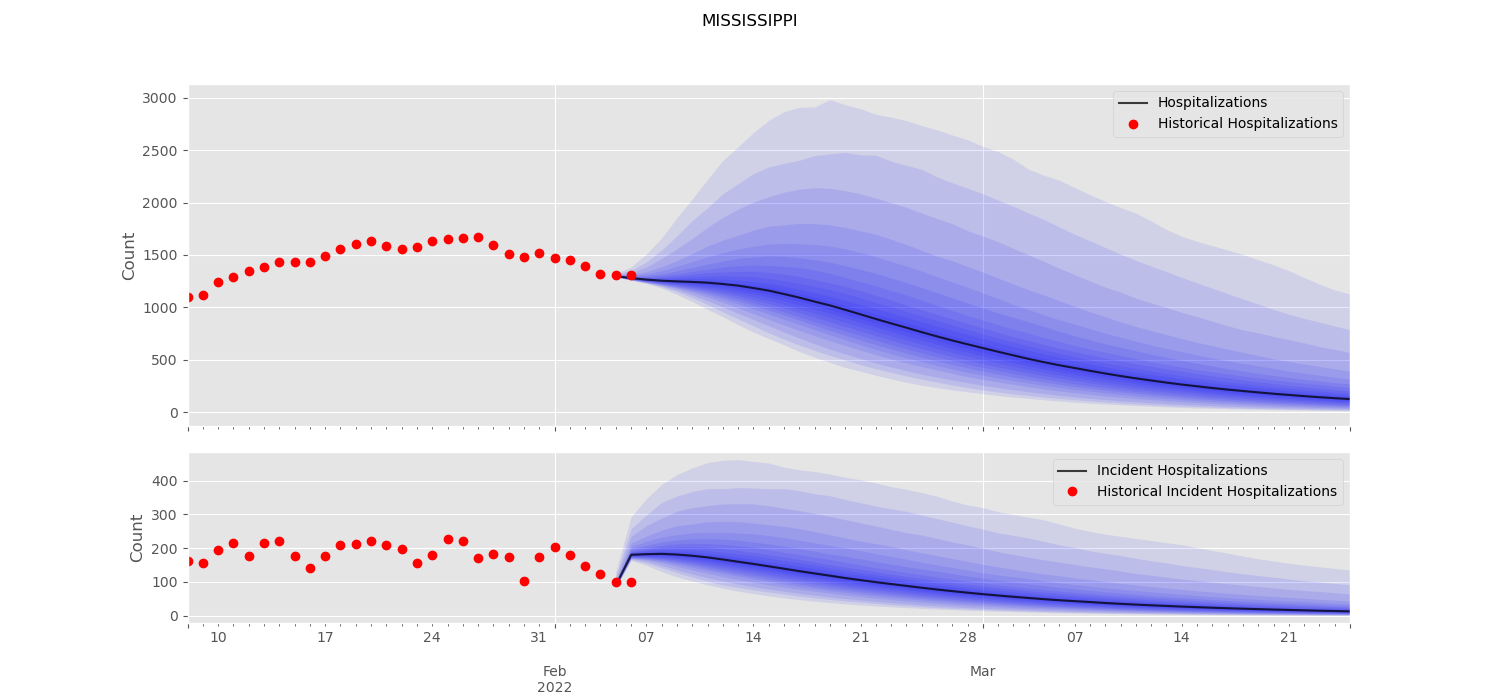 MISSISSIPPI
3000
2500
2000
1500
1000
500
0
Count
Hospitalizations
Historical Hospitalizations
400
300
200
100
0
Count
Incident Hospitalizations
Historical Incident Hospitalizations
10 17 24 31 07 14 21 28 07 14 21
Feb Mar
2022